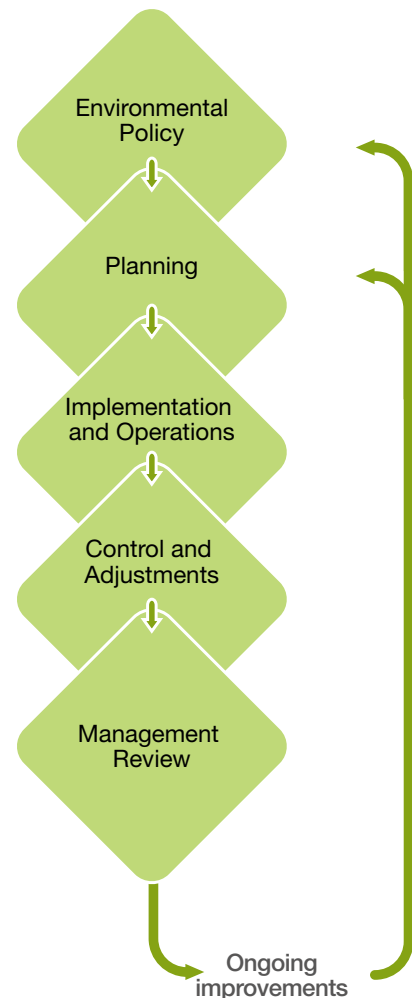 Environmental
Policy
Planning
Implementation
and Operations
Control and
Adjustments
Management
Review
Ongoing
improvements